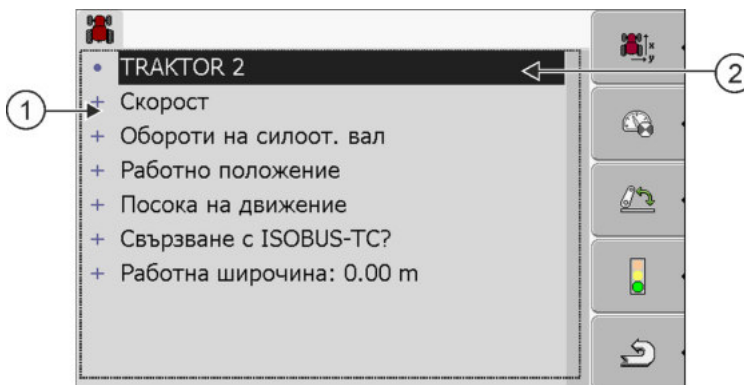 TRAKTOR 2
Скорост
Обороти на силоот. вал
Работно положение
Посока на движение
Свързване с ISOBUS-TC?
Работна широчина: 0.00 m
1
2
x
y